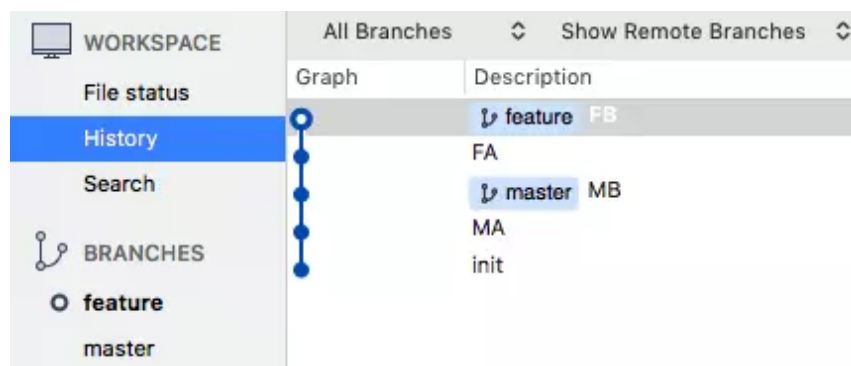 WORKSPACE
File status
History
Search
BRANCHES
feature
master
All Branches Show Remote Branches
Graph Description
feature FB
FA
master MB
MA
init